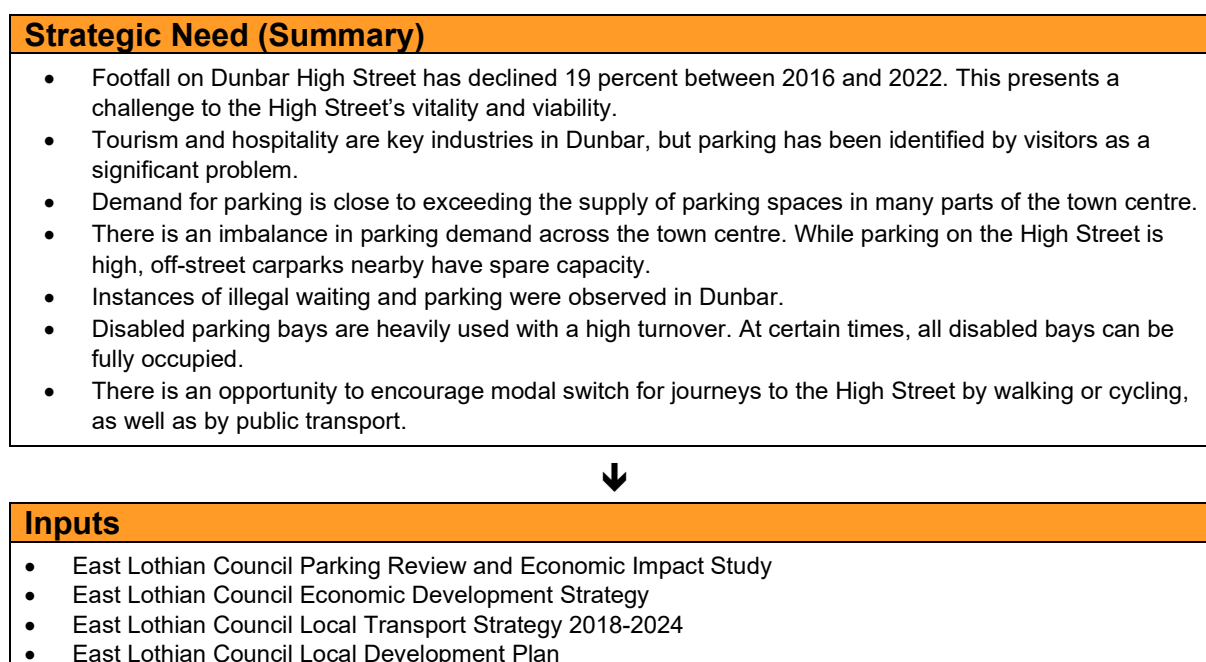 Strategic Need (Summary)
• Footfall on Dunbar High Street has declined 19 percent between 2016 and 2022. This presents a
challenge to the High Street's vitality and viability.
• Tourism and hospitality are key industries in Dunbar, but parking has been identified by visitors as a
significant problem.
• Demand for parking is close to exceeding the supply of parking spaces in many parts of the town centre.
• There is an imbalance in parking demand across the town centre. While parking on the High Street is
high, off-street carparks nearby have spare capacity.
• Instances of illegal waiting and parking were observed in Dunbar.
• Disabled parking bays are heavily used with a high turnover. At certain times, all disabled bays can be
fully occupied.
• There is an opportunity to encourage modal switch for journeys to the High Street by walking or cycling,
as well as by public transport.
Inputs
• East Lothian Council Parking Review and Economic Impact Study
• East Lothian Council Economic Development Strategy
• East Lothian Council Local Transport Strategy 2018-2024
• East Lothian Council Local Development Plan